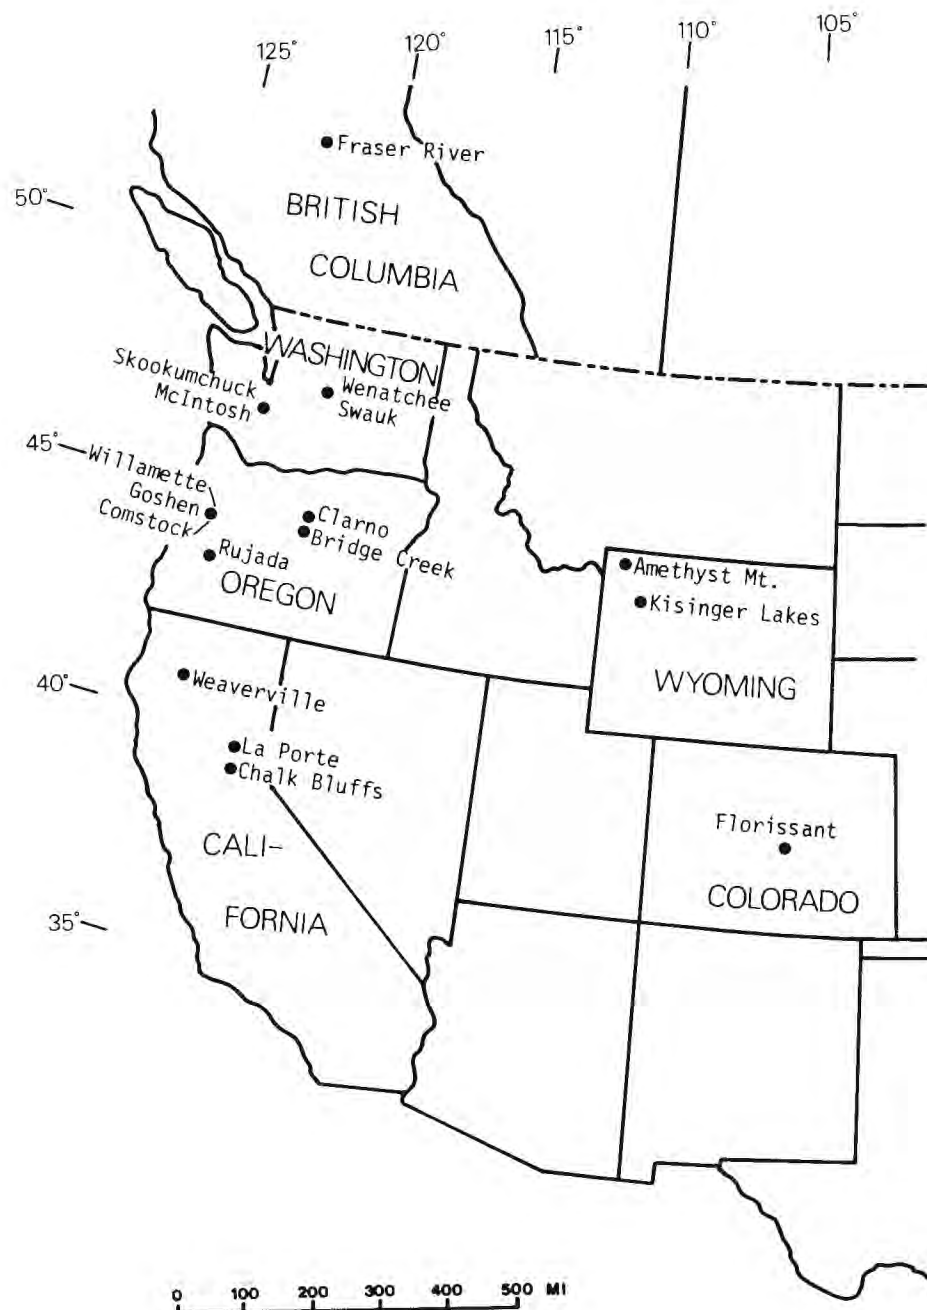 125°
120°
115°
110°
105°
50°
Fraser River
BRITISH
COLUMBIA
WASHINGTON
Skookumchuck
McIntosh
Wenatchee
Swauk
45°
Willamette
Goshen
Comstock
Clarno
Bridge Creek
Rujada
OREGON
Amethyst Mt.
Kisinger Lakes
WYOMING
40°
Weaverville
La Porte
Chalk Bluffs
CALI-
FORNIA
Florissant
COLORADO
35°
0 100 200 300 400 500 MI